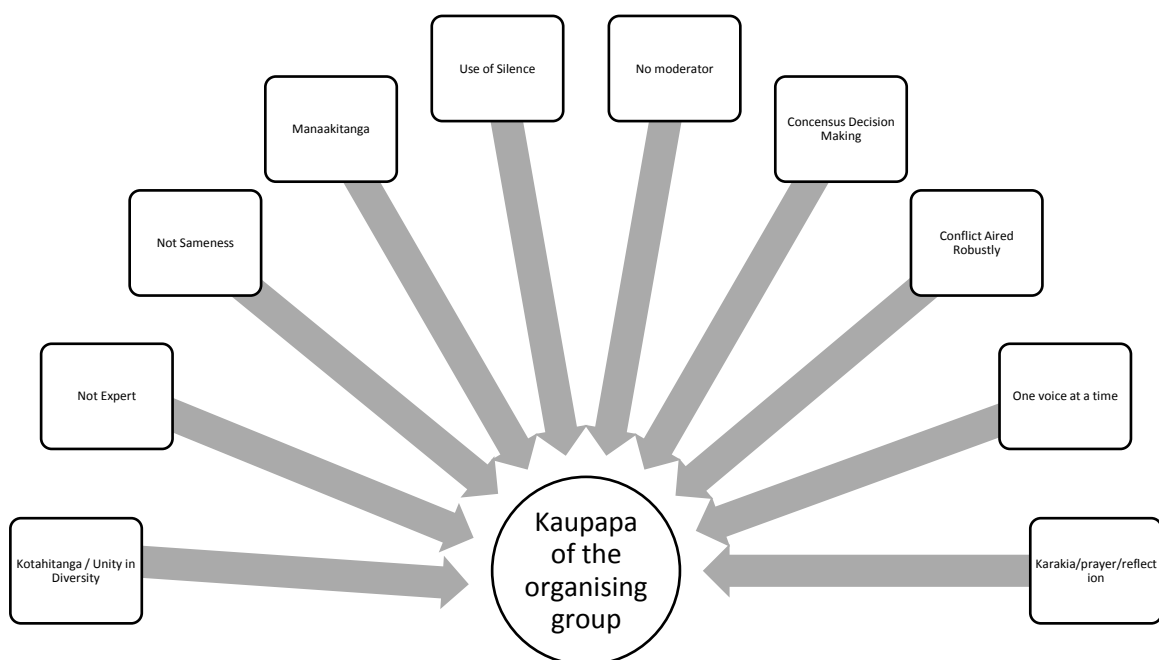 Use of Silence
No moderator
Manaakitanga
Concensus Decision
Making
Not Sameness
Conflict Aired
Robustly
Not Expert
One voice at a time
Kotahitanga / Unity in
Diversity
Kaupapa
of the
organising
group
Karakia/prayer/reflect
ion